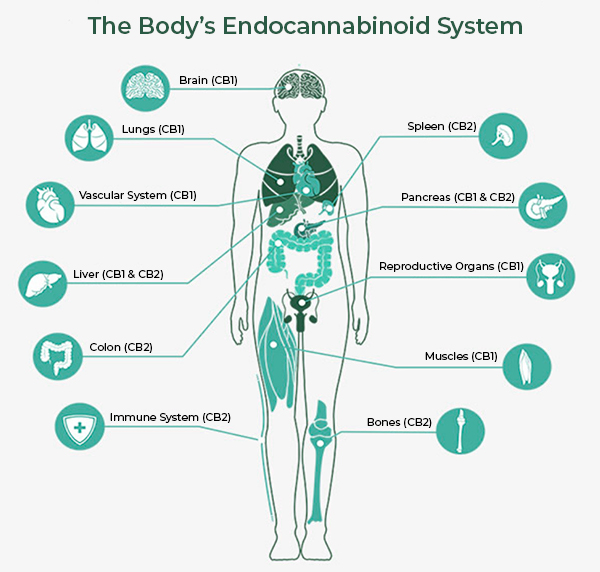 The Body's Endocannabinoid System
Brain (CB1)
Lungs (CB1)
Spleen (CB2)
Vascular System (CB1)
Pancreas (CB1 & CB2)
Liver (CB1 & CB2)
Reproductive Organs (CB1)
Colon (CB2)
Muscles (CB1)
Immune System (CB2)
Bones (CB2)